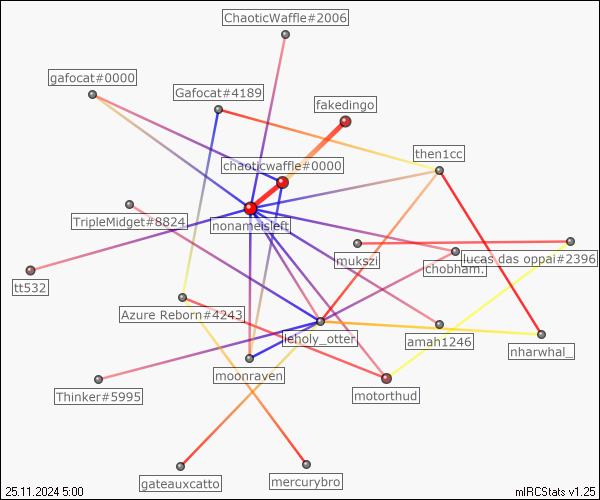 ChaoticWaffle#2006
gafocat#0000
Gafocat#4189
fakedingo
then1cc
chaoticwaffle#0000
TripleMidget#8824
nonameisleft
mukszi
chobham.
lucas das oppai#2396
tt532
Azure Reborn#4243
leholy_otter
amah1246
nharwhal_
moonraven
Thinker#5995
motorthud
gateauxcatto
mercurybro
25.11.2024 5:00
mIRCStats v1.25